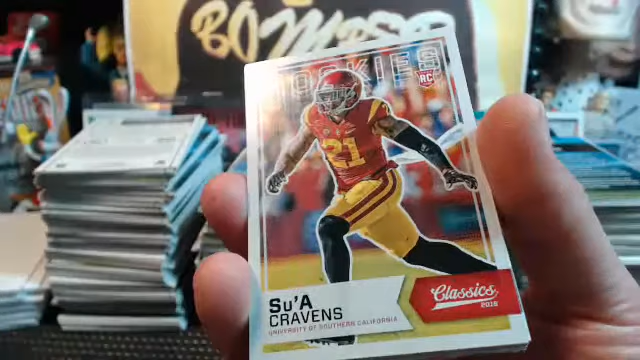 ROOKIES
RC
21
Su'A
CRAVENS
UNIVERSITY OF SOUTHERN CALIFORNIA
Classics
2016